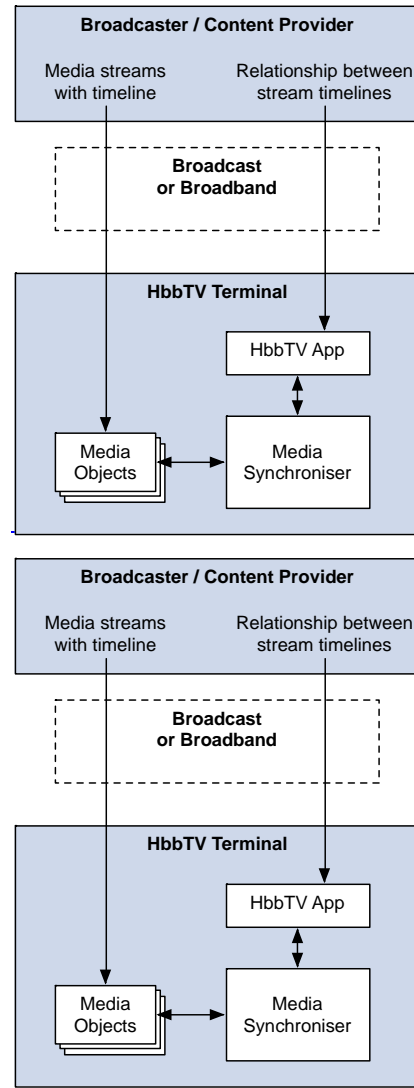 Broadcaster / Content Provider
Media streams
with timeline
Relationship between
stream timelines
Broadcast
or Broadband
HbbTV Terminal
HbbTV App
Media
Objects
Media
Synchroniser
Broadcaster / Content Provider
Media streams
with timeline
Relationship between
stream timelines
Broadcast
or Broadband
HbbTV Terminal
HbbTV App
Media
Objects
Media
Synchroniser